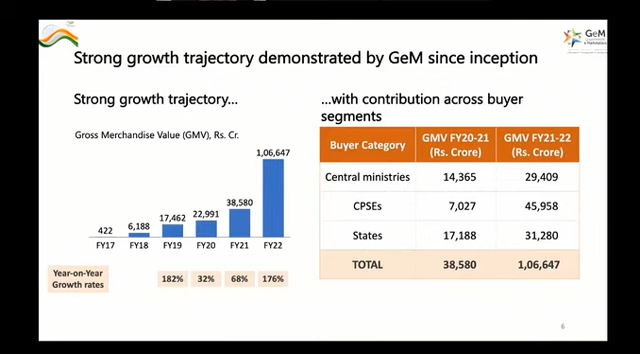 GeM
Strong growth trajectory demonstrated by GeM since inception
Strong growth trajectory...
Gross Merchandise Value (GMV), Rs. Cr.
422
6,188
17,462
22,991
38,580
1,06,647
FY17 FY18 FY19 FY20 FY21 FY22
Year-on-Year
Growth rates
182% 32% 68% 176%
...with contribution across buyer
segments
Buyer Category GMV FY20-21 (Rs. Crore) GMV FY21-22 (Rs. Crore)
Central ministries 14,365 29,409
CPSEs 7,027 45,958
States 17,188 31,280
TOTAL 38,580 1,06,647
6